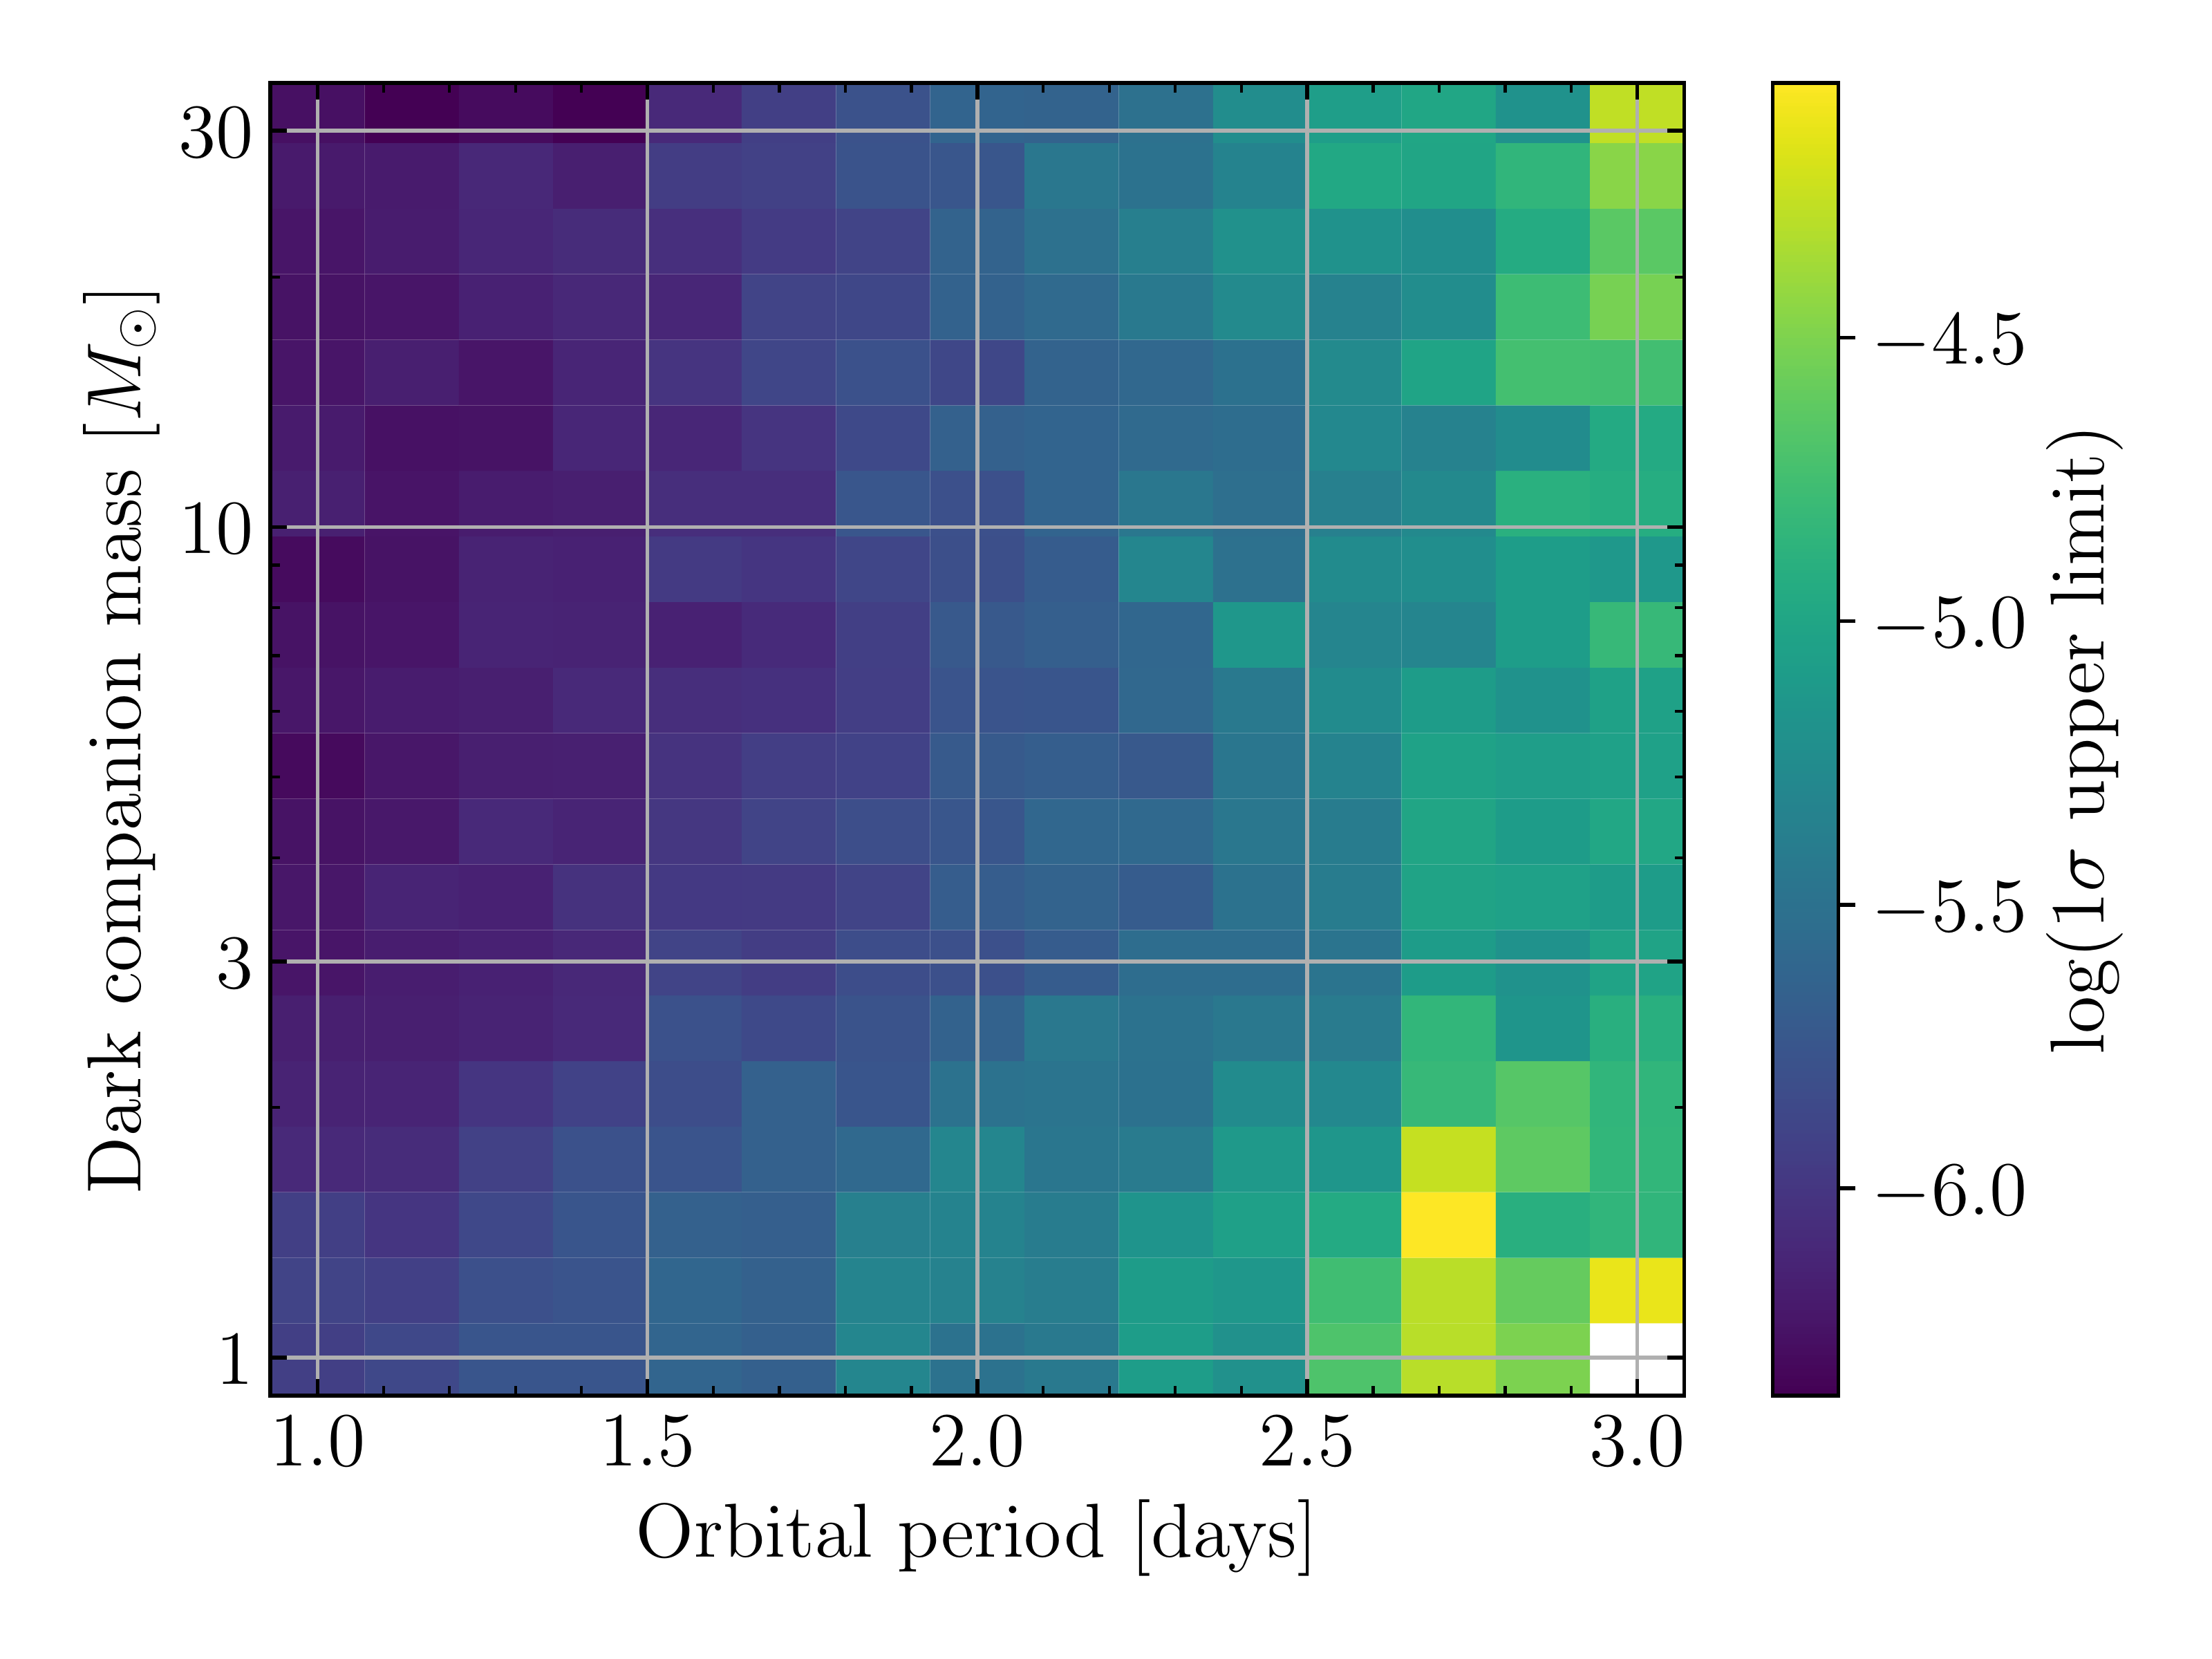 Dark companion mass [M⊙]
30
10
3
1
1.0 1.5 2.0 2.5 3.0
Orbital period [days]
−4.5
−5.0
−5.5
−6.0
log(1σ upper limit)